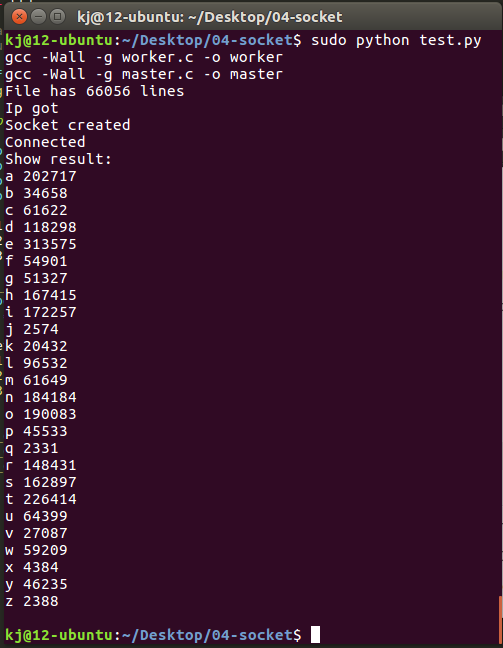 kj@12-ubuntu: ~/Desktop/04-socket
kj@12-ubuntu:~/Desktop/04-socket$ sudo python test.py
gcc -Wall -g worker.c -o worker
gcc -Wall -g master.c -o master
File has 66056 lines
Ip got
Socket created
Connected
Show result:
a 202717
b 34658
c 61622
d 118298
e 313575
f 54901
g 51327
h 167415
i 172257
j 2574
k 20432
l 96532
m 61649
n 184184
o 190083
p 45533
q 2331
r 148431
s 162897
t 226414
u 64399
v 27087
w 59209
x 4384
y 46235
z 2388
kj@12-ubuntu:~/Desktop/04-socket$